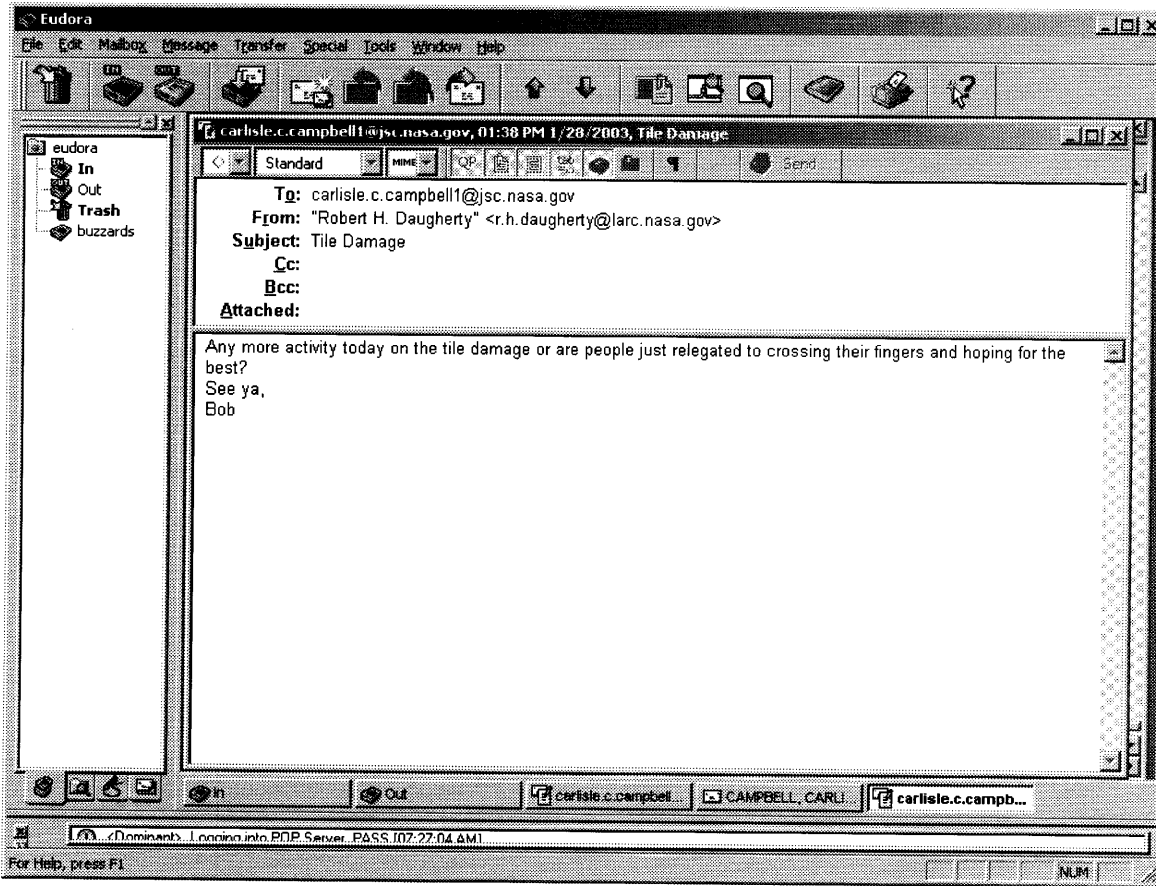 Eudora
File Edit Mailbox Message Transfer Special Tools Window Help
eudora
In
Out
Trash
buzzards
carlisle.c.campbell1@jsc.nasa.gov, 01:38 PM 1/28/2003, Tile Damage
Standard MIME QP Send
To: carlisle.c.campbell1@jsc.nasa.gov
From: "Robert H. Daugherty" <r.h.daugherty@larc.nasa.gov>
Subject: Tile Damage
Cc:
Bcc:
Attached:
Any more activity today on the tile damage or are people just relegated to crossing their fingers and hoping for the
best?
See ya,
Bob
In Out carlisle.c.campbell... CAMPBELL, CARLI... carlisle.c.campb...
<Dominant>, Logging into POP Server, PASS [07:27:04 AM]
For Help, press F1
NUM